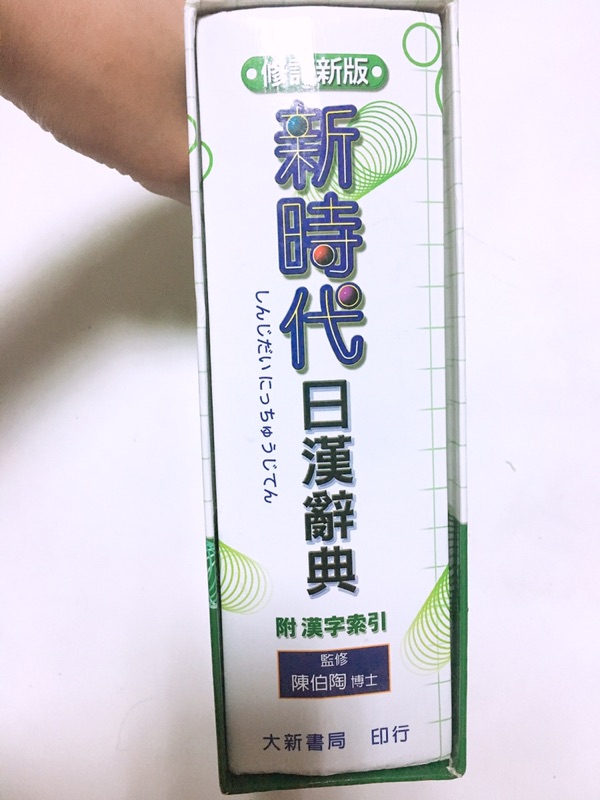 修訂新版
新時代
しんじだい にっちゅうじてん
日漢辭典
附 漢字索引
監修
陳伯陶 博士
大新書局 印行